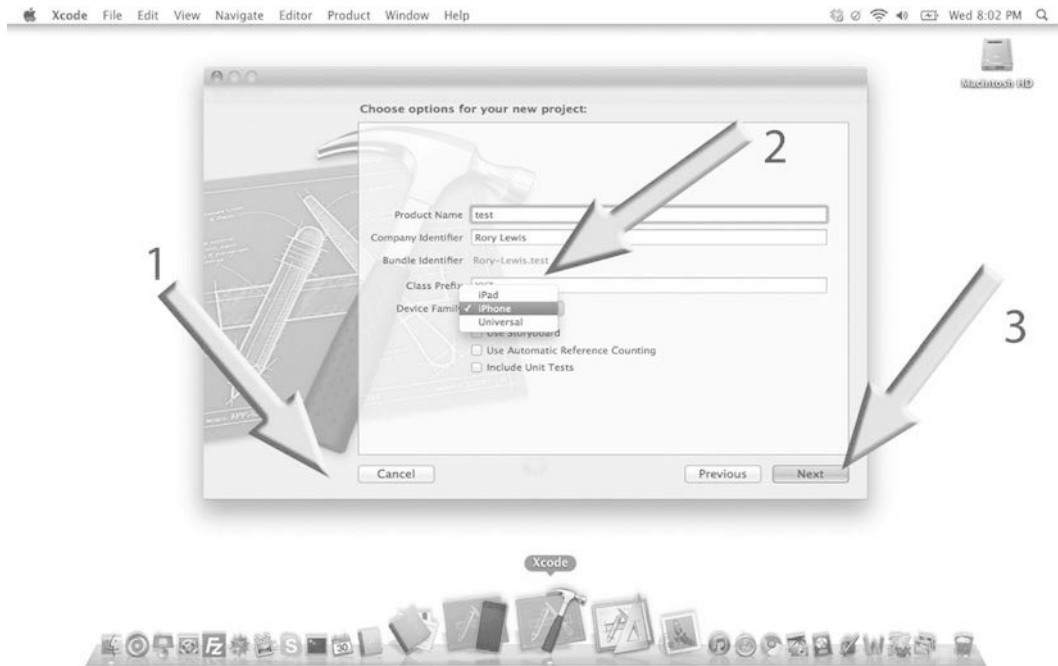 Xcode File Edit View Navigate Editor Product Window Help Wed 8:02 PM
Macintosh HD
Choose options for your new project:
2
Product Name test
Company Identifier Rory Lewis
1
Bundle Identifier Rory-Lewis.test
Class Prefix
iPad
Device Family ✓ iPhone
3
Universal
Use Storyboard
Use Automatic Reference Counting
Include Unit Tests
Cancel Previous Next
Xcode